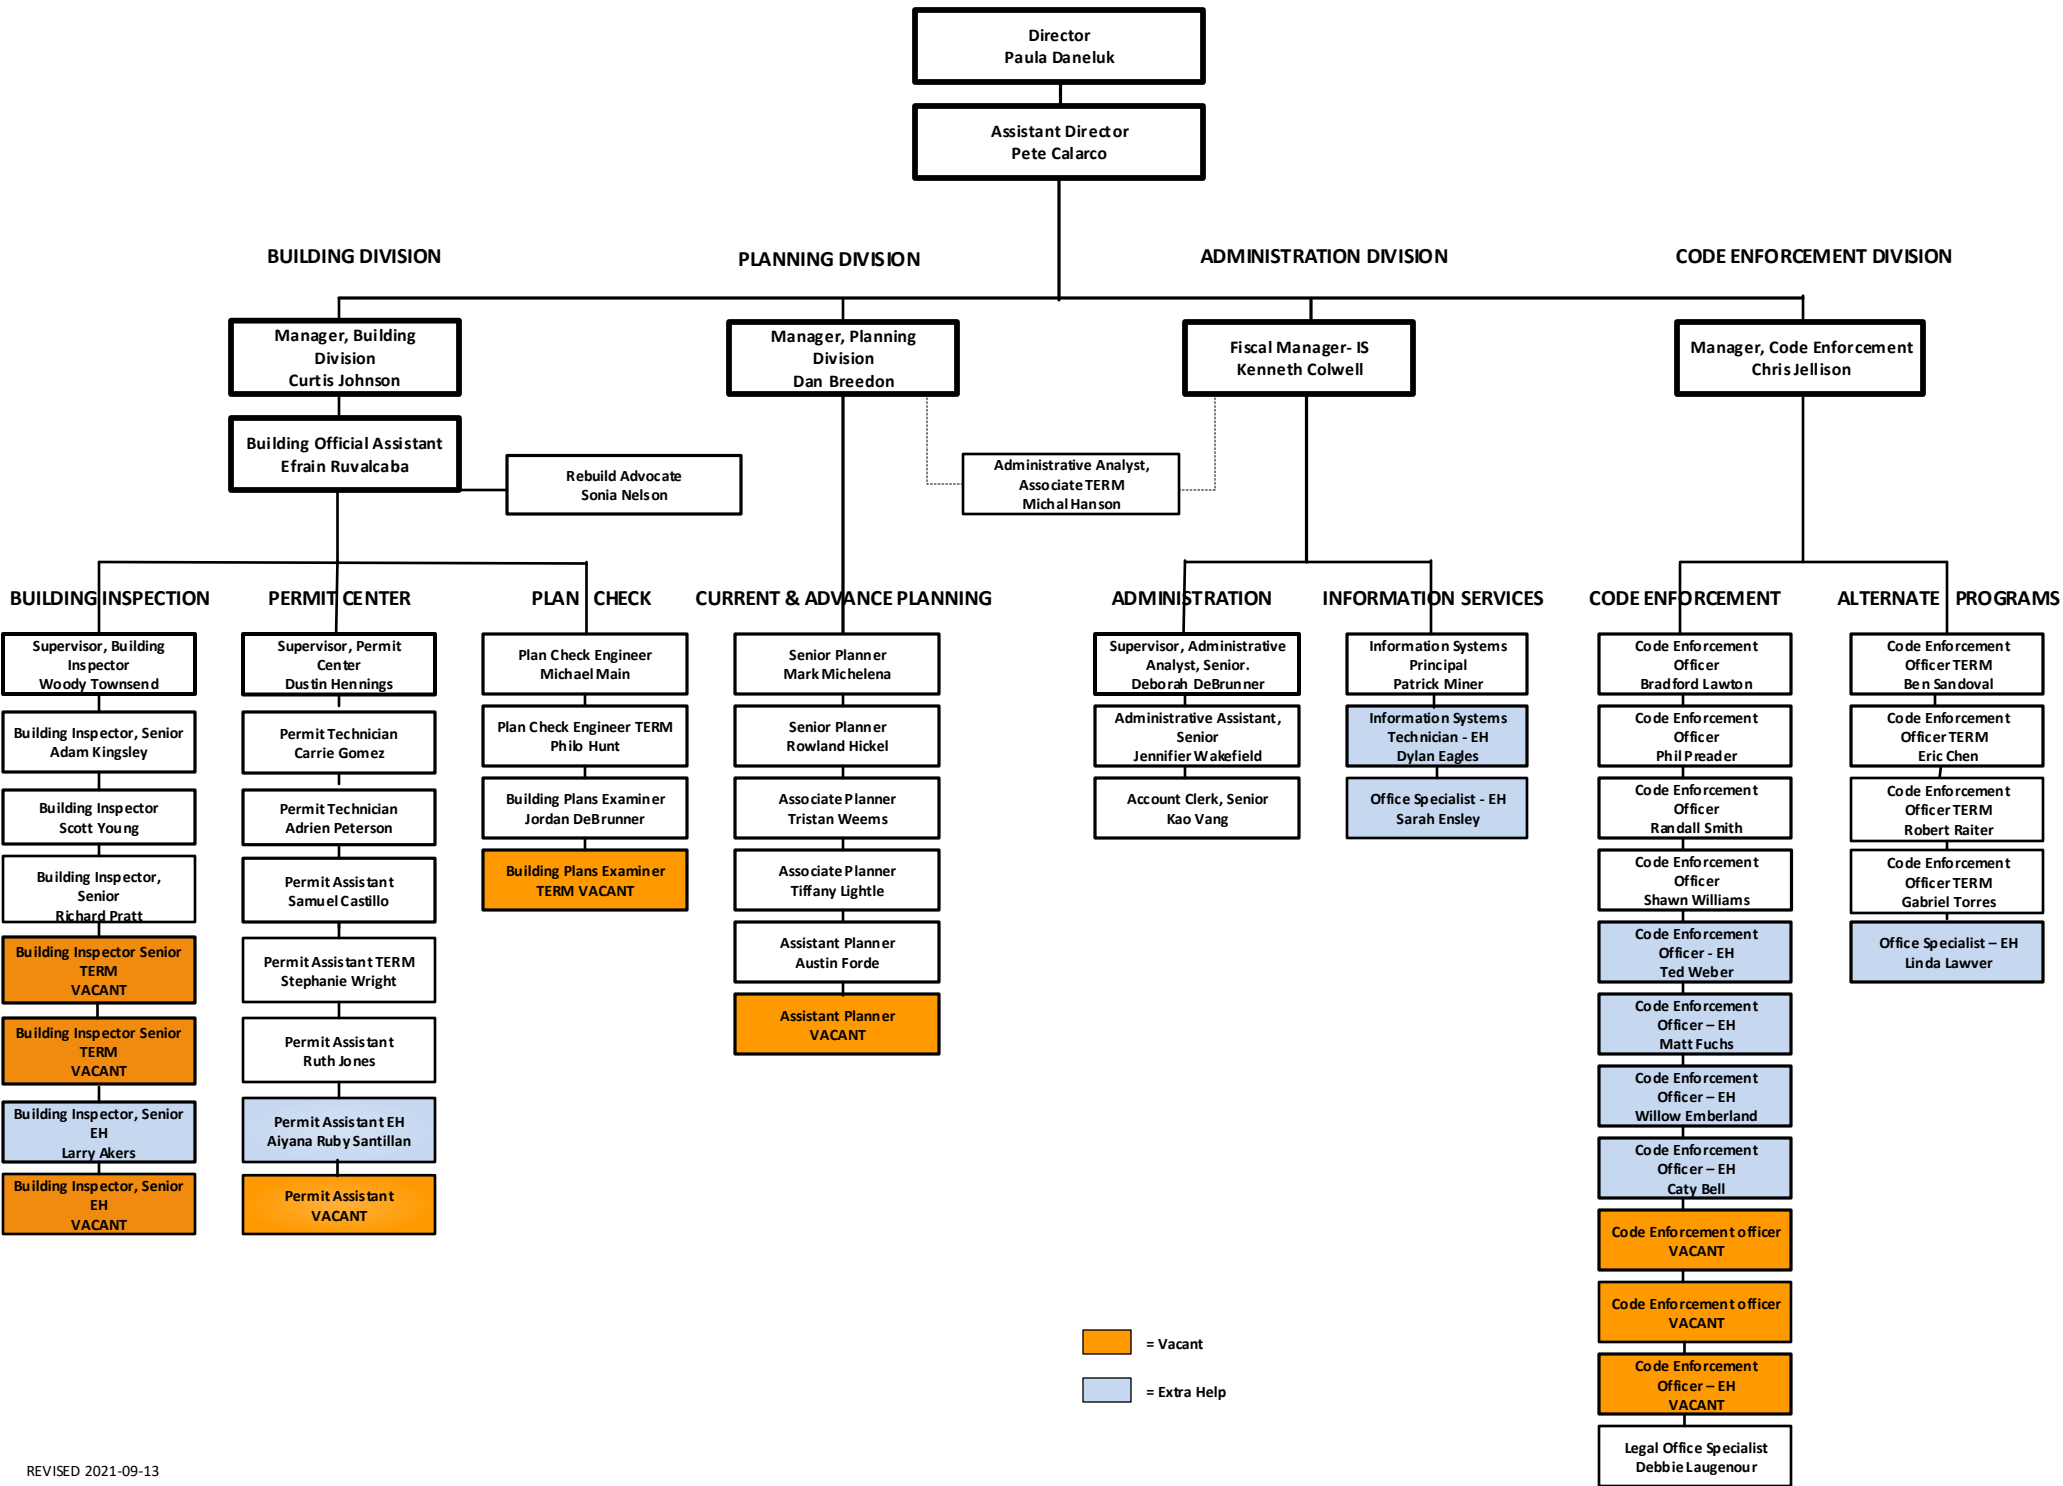 Director
Paula Daneluk
Assistant Director
Pete Calarco
BUILDING DIVISION
PLANNING DIVISION
ADMINISTRATION DIVISION
CODE ENFORCEMENT DIVISION
Manager, Building
Division
Curtis Johnson
Manager, Planning
Division
Dan Breedon
Fiscal Manager- IS
Kenneth Colwell
Manager, Code Enforcement
Chris Jellison
Building Official Assistant
Efrain Ruvalcaba
Rebuild Advocate
Sonia Nelson
Administrative Analyst,
Associate TERM
Michal Hanson
BUILDING INSPECTION
Supervisor, Building
Inspector
Woody Townsend
Building Inspector, Senior
Adam Kingsley
Building Inspector
Scott Young
Building Inspector,
Senior
Richard Pratt
Building Inspector Senior
TERM
VACANT
Building Inspector Senior
TERM
VACANT
Building Inspector, Senior
EH
Larry Akers
Building Inspector, Senior
EH
VACANT
PERMIT CENTER
Supervisor, Permit
Center
Dustin Hennings
Permit Technician
Carrie Gomez
Permit Technician
Adrien Peterson
Permit Assistant
Samuel Castillo
Permit Assistant TERM
Stephanie Wright
Permit Assistant
Ruth Jones
Permit Assistant EH
Aiyana Ruby Santillan
Permit Assistant
VACANT
PLAN CHECK
Plan Check Engineer
Michael Main
Plan Check Engineer TERM
Philo Hunt
Building Plans Examiner
Jordan DeBrunner
Building Plans Examiner
TERM VACANT
CURRENT & ADVANCE PLANNING
Senior Planner
Mark Michelena
Senior Planner
Rowland Hickel
Associate Planner
Tristan Weems
Associate Planner
Tiffany Lightle
Assistant Planner
Austin Forde
Assistant Planner
VACANT
ADMINISTRATION
Supervisor, Administrative
Analyst, Senior.
Deborah DeBrunner
Administrative Assistant,
Senior
Jennifier Wakefield
Account Clerk, Senior
Kao Vang
INFORMATION SERVICES
Information Systems
Principal
Patrick Miner
Information Systems
Technician - EH
Dylan Eagles
Office Specialist - EH
Sarah Ensley
CODE ENFORCEMENT
Code Enforcement
Officer
Bradford Lawton
Code Enforcement
Officer
Phil Preader
Code Enforcement
Officer
Randall Smith
Code Enforcement
Officer
Shawn Williams
Code Enforcement
Officer - EH
Ted Weber
Code Enforcement
Officer – EH
Matt Fuchs
Code Enforcement
Officer – EH
Willow Emberland
Code Enforcement
Officer – EH
Caty Bell
Code Enforcement officer
VACANT
Code Enforcement officer
VACANT
Code Enforcement
Officer – EH
VACANT
Legal Office Specialist
Debbie Laugenour
ALTERNATE PROGRAMS
Code Enforcement
Officer TERM
Ben Sandoval
Code Enforcement
Officer TERM
Eric Chen
Code Enforcement
Officer TERM
Robert Raiter
Code Enforcement
Officer TERM
Gabriel Torres
Office Specialist – EH
Linda Lawver
= Vacant
= Extra Help
REVISED 2021-09-13